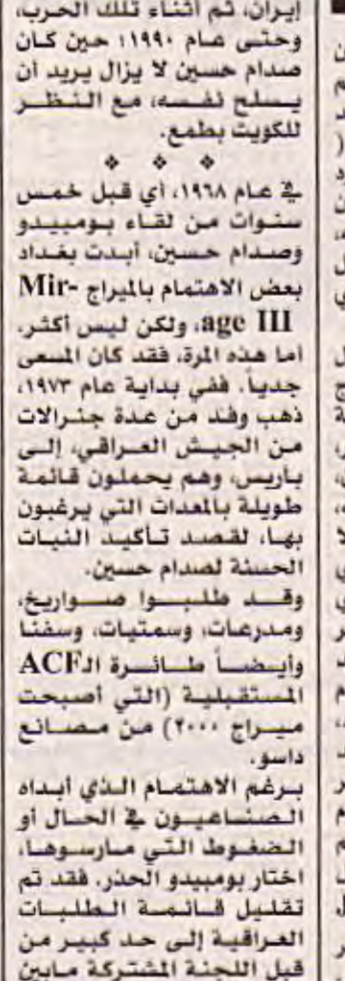 إيران، ثم أثناء تلك الحرب،
وحتى عام ١٩٩٠؛ حين كان
صدام حسين لا يزال يريد أن
يسلح نفسه، مع النظر
للكويت بطمع.
❖ ❖ ❖
في عام ١٩٦٨، أي قبل خمس
سنوات من لقاء بومبيدو
وصدام حسين، أبدت بغداد
بعض الاهتمام بالميراج Mir-
age III، ولكن ليس أكثر.
أما هذه المرة، فقد كان المسعى
جدياً. ففي بداية عام ١٩٧٣،
ذهب وفد من عدة جنرالات
من الجيش العراقي، إلى
باريس، وهم يحملون قائمة
طويلة بالمعدات التي يرغبون
بها، لقصد تأكيد النيات
الحسنة لصدام حسين.
وقد طلبوا صواريخ،
ومدرعات، وسمتيات، وسفنا
وأيضاً طائرة الـACF
المستقبلية (التي أصبحت
ميراج ٢٠٠٠) من مصانع
داسو.
برغم الاهتمام الذي أبداه
الصناعيون في الحال أو
الضغوط التي مارسوها،
اختار بومبيدو الحذر. فقد تم
تقليل قائمة الطلبيات
العراقية إلى حد كبير من
قبل اللجنة المشتركة مابين